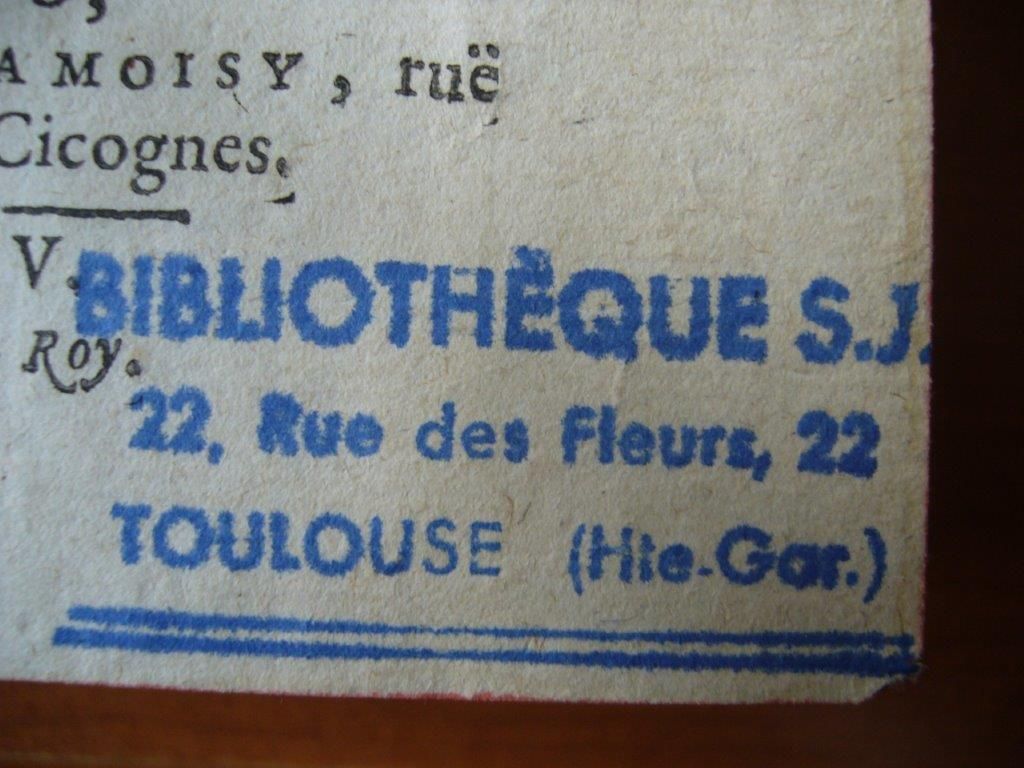 AMOISY, ruë
Cicognes.
V.
Roy.
BIBLIOTHÈQUE S.J.
22, Rue des Fleurs, 22
TOULOUSE (Hte-Gar.)